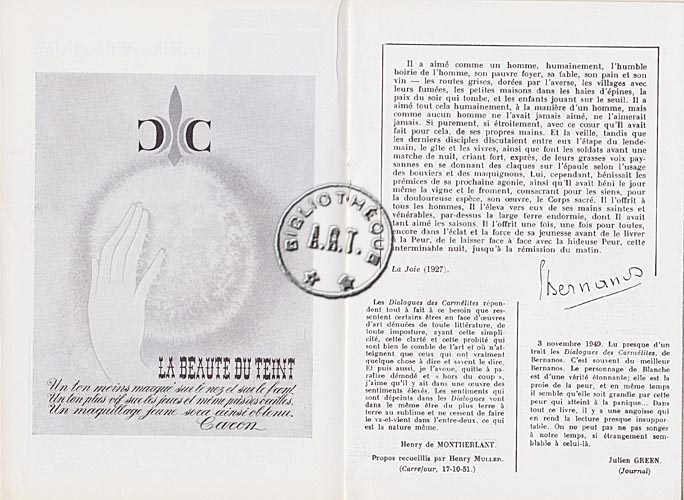 C C
LA BEAUTÉ DU TEINT
Un ton moins marqué sur le nez et sur le front.
Un ton plus vif sur les joues et même près des oreilles,
Un maquillage jeune sera ainsi obtenu.
Caron
BIBLIOTHÈQUE
A.R.T.
Il a aimé comme un homme, humainement, l'humble
hoirie de l'homme, son pauvre foyer, sa table, son pain et son
vin — les routes grises, dorées par l'averse, les villages avec
leurs fumées, les petites maisons dans les haies d'épines, la
paix du soir qui tombe, et les enfants jouant sur le seuil. Il a
aimé tout cela humainement, à la manière d'un homme, mais
comme aucun homme ne l'avait jamais aimé, ne l'aimerait
jamais. Si purement, si étroitement, avec ce cœur qu'Il avait
fait pour cela, de ses propres mains. Et la veille, tandis que
les derniers disciples discutaient entre eux l'étape du lende-
main, le gîte et les vivres, ainsi que font les soldats avant une
marche de nuit, criant fort, exprès, de leurs grasses voix pay-
sannes en se donnant des claques sur l'épaule selon l'usage
des bouviers et des maquignons, Lui, cependant, bénissait les
prémices de sa prochaine agonie, ainsi qu'Il avait béni le jour
même la vigne et le froment, consacrant pour les siens, pour
la douloureuse espèce, son œuvre, le Corps sacré. Il l'offrit à
tous les hommes, Il l'éleva vers eux de ses mains saintes et
vénérables, par-dessus la large terre endormie, dont Il avait
tant aimé les saisons. Il l'offrit une fois, une fois pour toutes,
encore dans l'éclat et la force de sa jeunesse avant de le livrer
à la Peur, de le laisser face à face avec la hideuse Peur, cette
interminable nuit, jusqu'à la rémission du matin.
La Joie (1927).
Bernanos
Les Dialogues des Carmélites répon-
dent tout à fait à ce besoin que res-
sentent certains êtres en face d'œuvres
d'art dénuées de toute littérature, de
toute imposture, ayant cette simpli-
cité, cette clarté et cette probité qui
sont bien le comble de l'art et où n'at-
teignent que ceux qui ont vraiment
quelque chose à dire et savent le dire.
Et puis aussi, je l'avoue, quitte à pa-
raître démodé et « hors du coup »,
j'aime qu'il y ait dans une œuvre des
sentiments élevés. Les sentiments qui
sont dépeints dans les Dialogues vont
dans le même être du plus terre à
terre au sublime et ne cessent de faire
le va-et-vient dans l'entre-deux, ce qui
est la nature même.
Henry de MONTHERLANT.
Propos recueillis par Henry MULLER.
(Carrefour, 17-10-51.)
3 novembre 1949. Lu presque d'un
trait les Dialogues des Carmélites, de
Bernanos. C'est souvent du meilleur
Bernanos. Le personnage de Blanche
est d'une vérité étonnante; elle est la
proie de la peur, et en même temps
il semble qu'elle soit grandie par cette
peur qui atteint à la panique... Dans
tout ce livre, il y a une angoisse qui
en rend la lecture presque insuppor-
table. On ne peut pas ne pas songer
à notre temps, si étrangement sem-
blable à celui-là.
Julien GREEN.
(Journal)